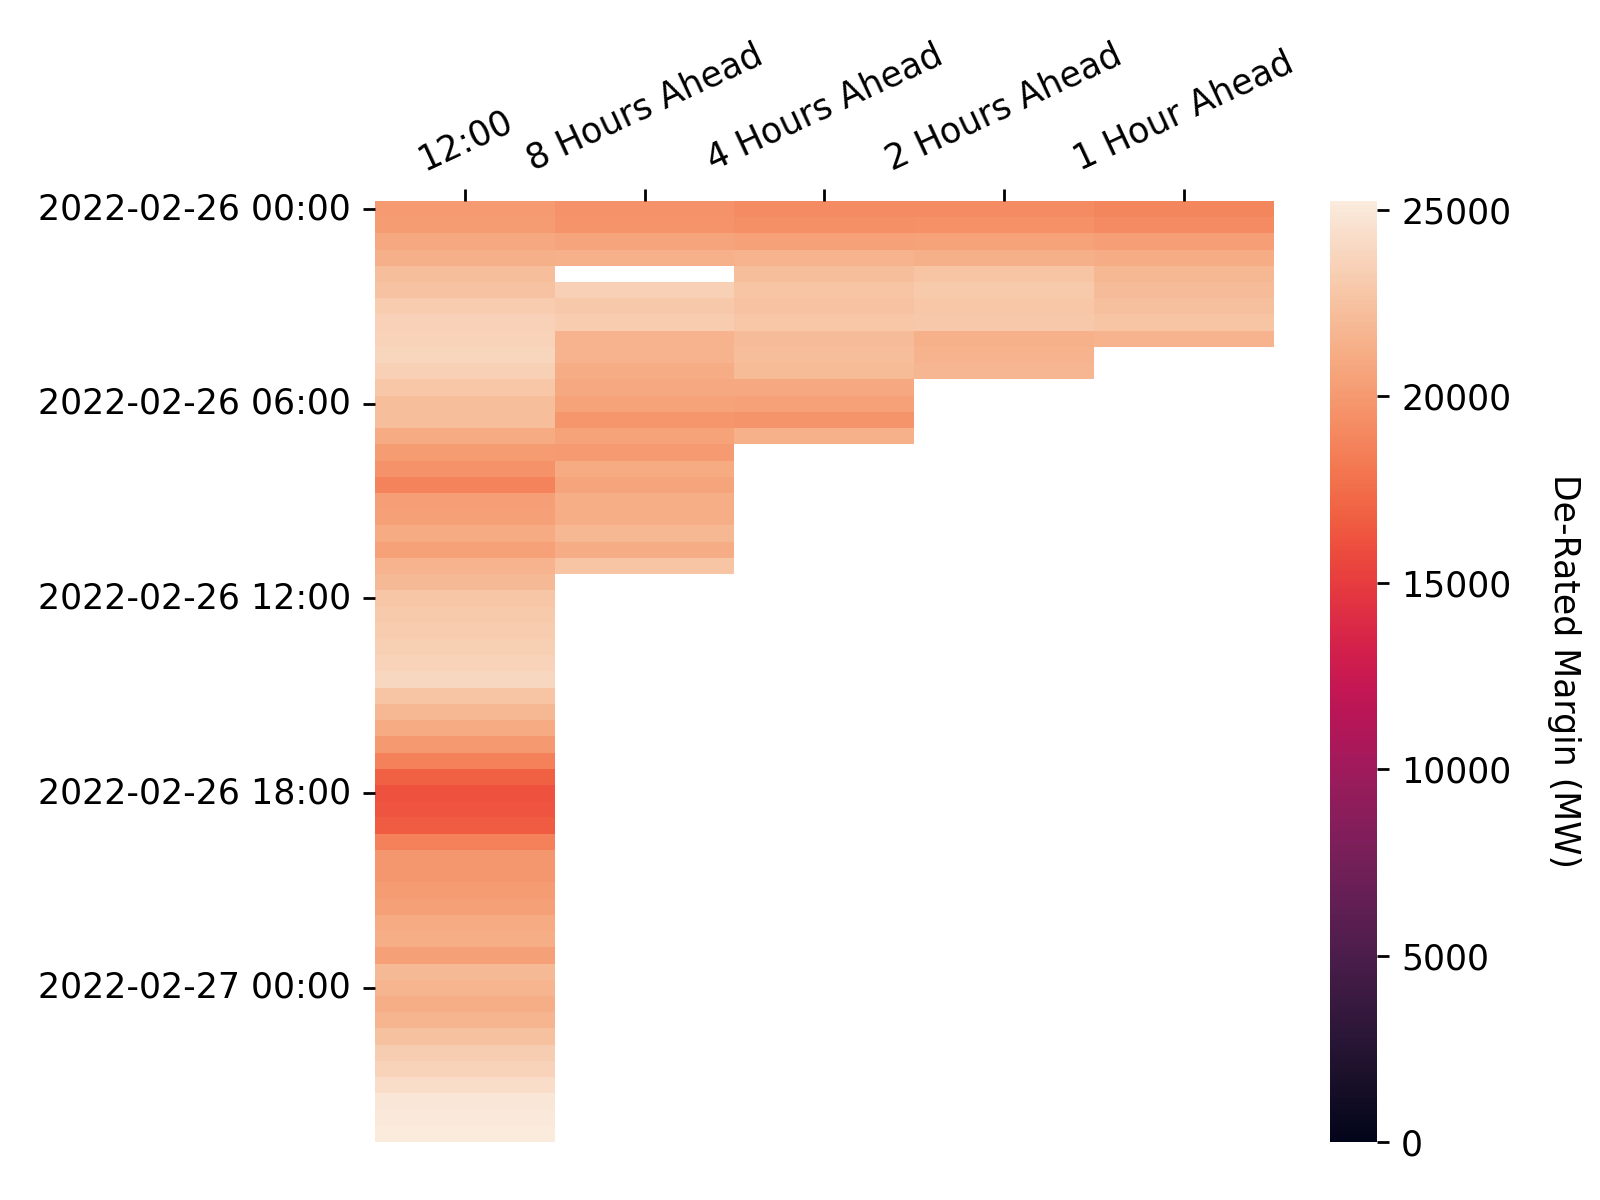 12:00
8 Hours Ahead
4 Hours Ahead
2 Hours Ahead
1 Hour Ahead
2022-02-26 00:00
2022-02-26 06:00
2022-02-26 12:00
2022-02-26 18:00
2022-02-27 00:00
25000
20000
15000
10000
5000
0
De-Rated Margin (MW)